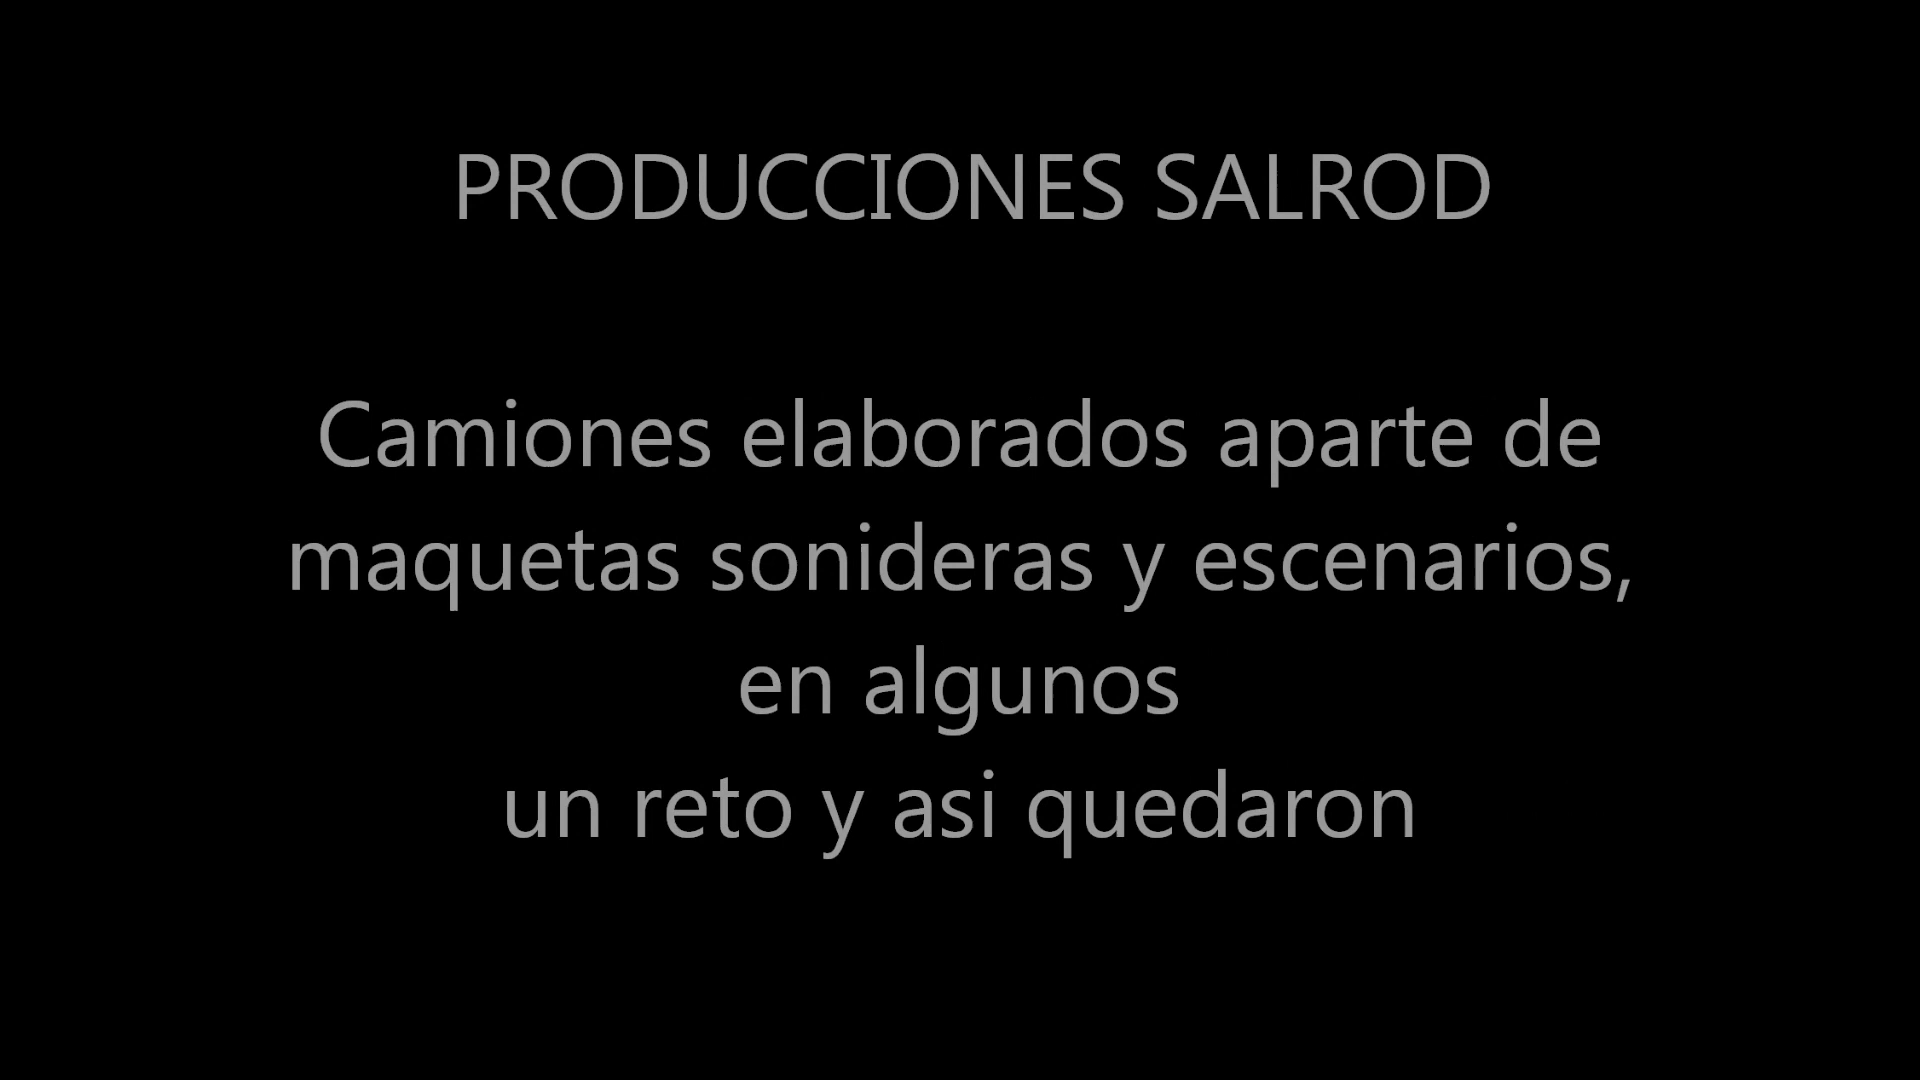 PRODUCCIONES SALROD
Camiones elaborados aparte de
maquetas sonideras y escenarios,
en algunos
un reto y asi quedaron